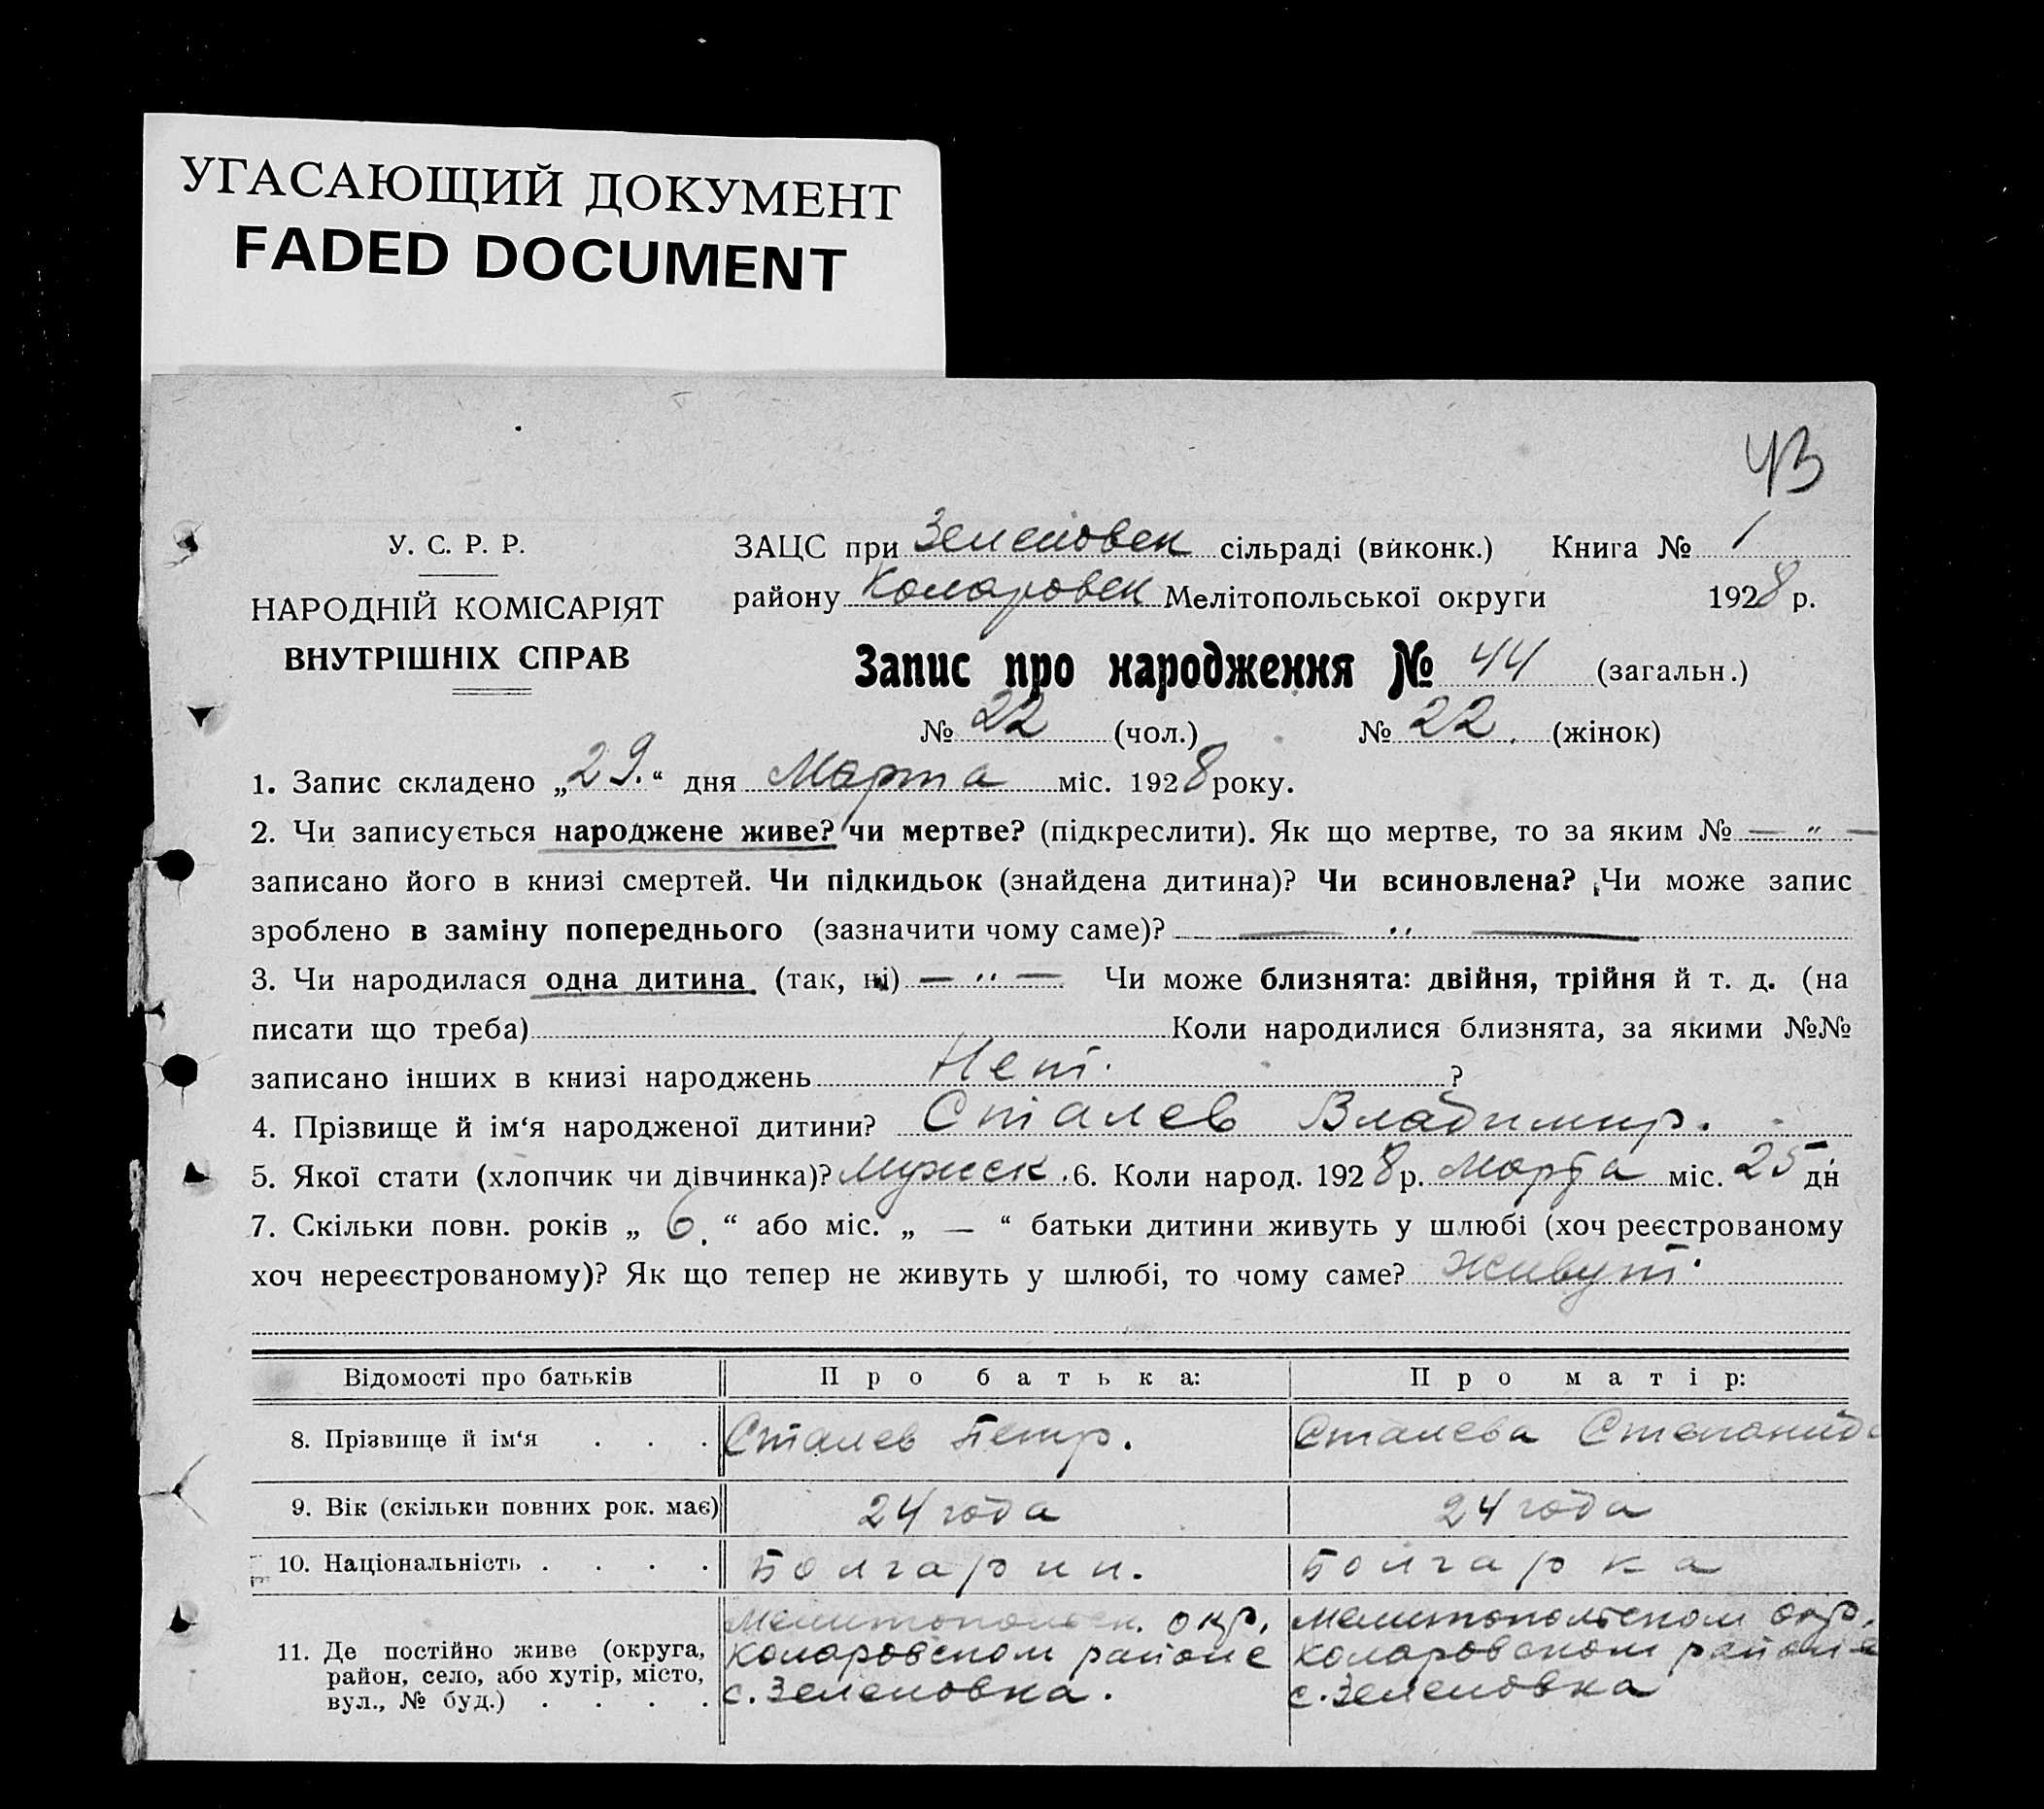 УГАСАЮЩИЙ ДОКУМЕНТ
FADED DOCUMENT
43
У. С. Р. Р.
НАРОДНІЙ КОМІСАРІЯТ
ВНУТРІШНІХ СПРАВ
ЗАЦС при Зеленовск сільраді (виконк.) Книга № 1
району Коларовск Мелітопольської округи 1928 р.
Запис про народження № 44 (загальн.)
№ 22 (чол.) № 22. (жінок)
1. Запис складено „29.“ дня Марта міс. 1928 року.
2. Чи записується народжене живе? чи мертве? (підкреслити). Як що мертве, то за яким № — „ —
записано його в книзі смертей. Чи підкидьок (знайдена дитина)? Чи всиновлена? Чи може запис
зроблено в заміну попереднього (зазначити чому саме)? — „ —
3. Чи народилася одна дитина (так, ні) — „ — Чи може близнята: двійня, трійня й т. д. (на
писати що треба) Коли народилися близнята, за якими №№
записано інших в книзі народжень Нет. ?
4. Прізвище й ім‘я народженої дитини? Сталев Владимир.
5. Якої стати (хлопчик чи дівчинка)? Мужск. 6. Коли народ. 1928 р. Марта міс. 25 дн
7. Скільки повн. років „ 6. “ або міс. „ — “ батьки дитини живуть у шлюбі (хоч реєстрованому
хоч нереєстрованому)? Як що тепер не живуть у шлюбі, то чому саме? Живут.
Відомості про батьків Про батька: Про матір:
8. Прізвище й ім‘я . . . Сталев Петр. Сталева Степанида
9. Вік (скільки повних рок. має) 24 года 24 года
10. Національність . . . . Болгарин. Болгарка
11. Де постійно живе (округа, район, село, або хутір, місто, вул., № буд.) . . . .
Мелитопольск. окр. Коларовском районе с. Зеленовка.
Мелитопольском окр. Коларовском районе с. Зеленовка